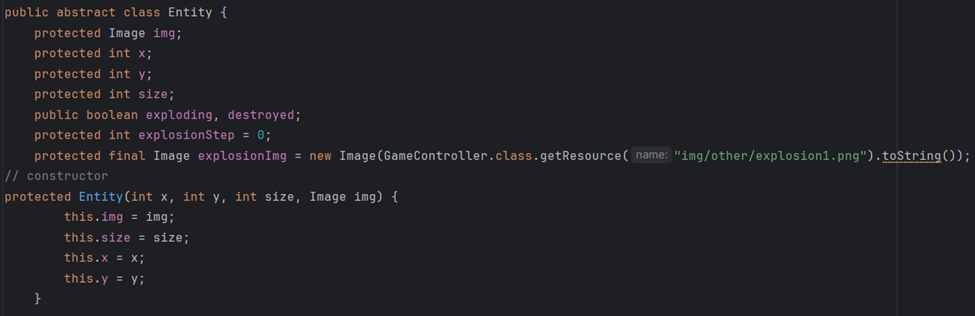 public abstract class Entity {
    protected Image img;
    protected int x;
    protected int y;
    protected int size;
    public boolean exploding, destroyed;
    protected int explosionStep = 0;
    protected final Image explosionImg = new Image(GameController.class.getResource( name: "img/other/explosion1.png").toString());
// constructor
protected Entity(int x, int y, int size, Image img) {
        this.img = img;
        this.size = size;
        this.x = x;
        this.y = y;
    }